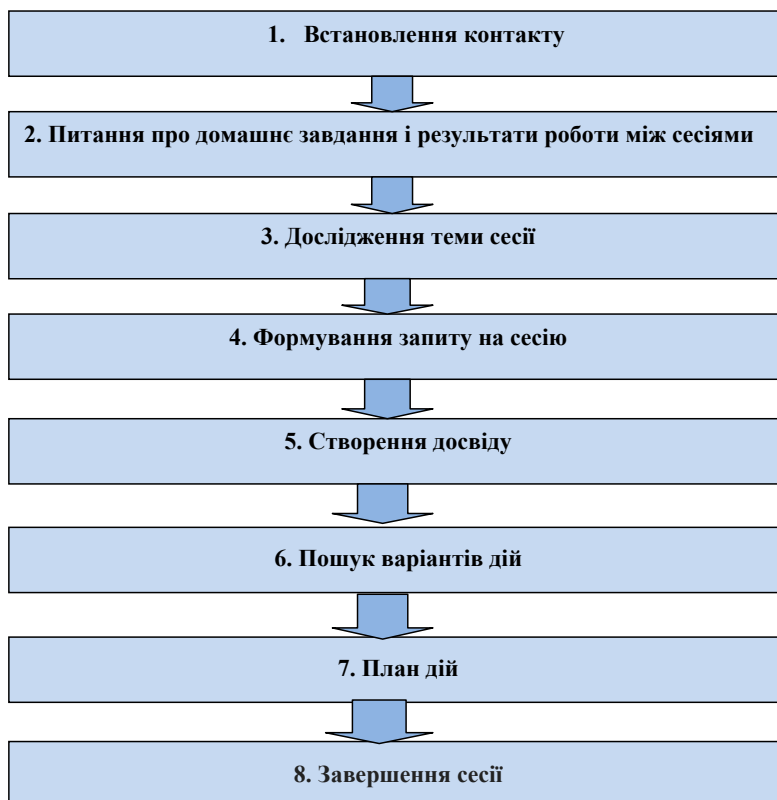 1. Встановлення контакту
2. Питання про домашнє завдання і результати роботи між сесіями
3. Дослідження теми сесії
4. Формування запиту на сесію
5. Створення досвіду
6. Пошук варіантів дій
7. План дій
8. Завершення сесії